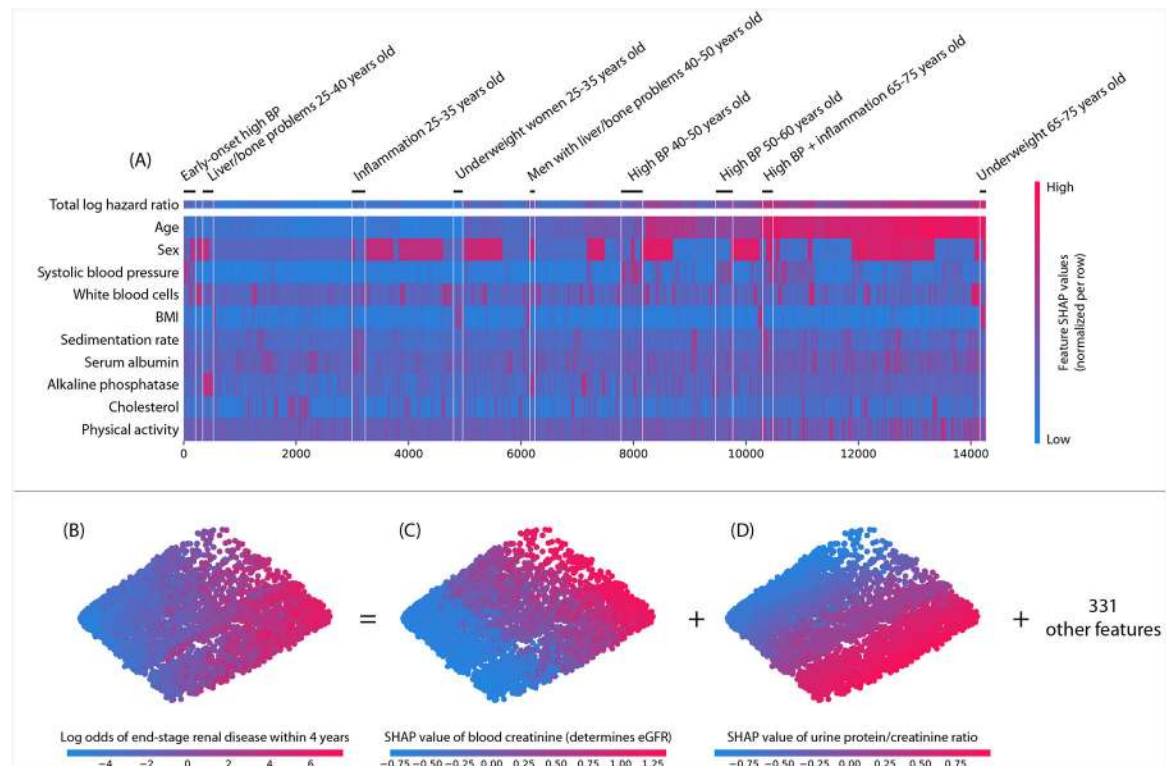 (A)
Early-onset high BP
Liver/bone problems 25-40 years old
Inflammation 25-35 years old
Underweight women 25-35 years old
Men with liver/bone problems 40-50 years old
High BP 40-50 years old
High BP 50-60 years old
High BP + inflammation 65-75 years old
Underweight 65-75 years old
Total log hazard ratio
Age
Sex
Systolic blood pressure
White blood cells
BMI
Sedimentation rate
Serum albumin
Alkaline phosphatase
Cholesterol
Physical activity
0 2000 4000 6000 8000 10000 12000 14000
High
Feature SHAP values
(normalized per row)
Low
(B) (C) (D)
= + + 331
other features
Log odds of end-stage renal disease within 4 years
−4 −2 0 2 4 6
SHAP value of blood creatinine (determines eGFR)
−0.75 −0.50 −0.25 0.00 0.25 0.50 0.75 1.00 1.25
SHAP value of urine protein/creatinine ratio
−0.75 −0.50 −0.25 0.00 0.25 0.50 0.75